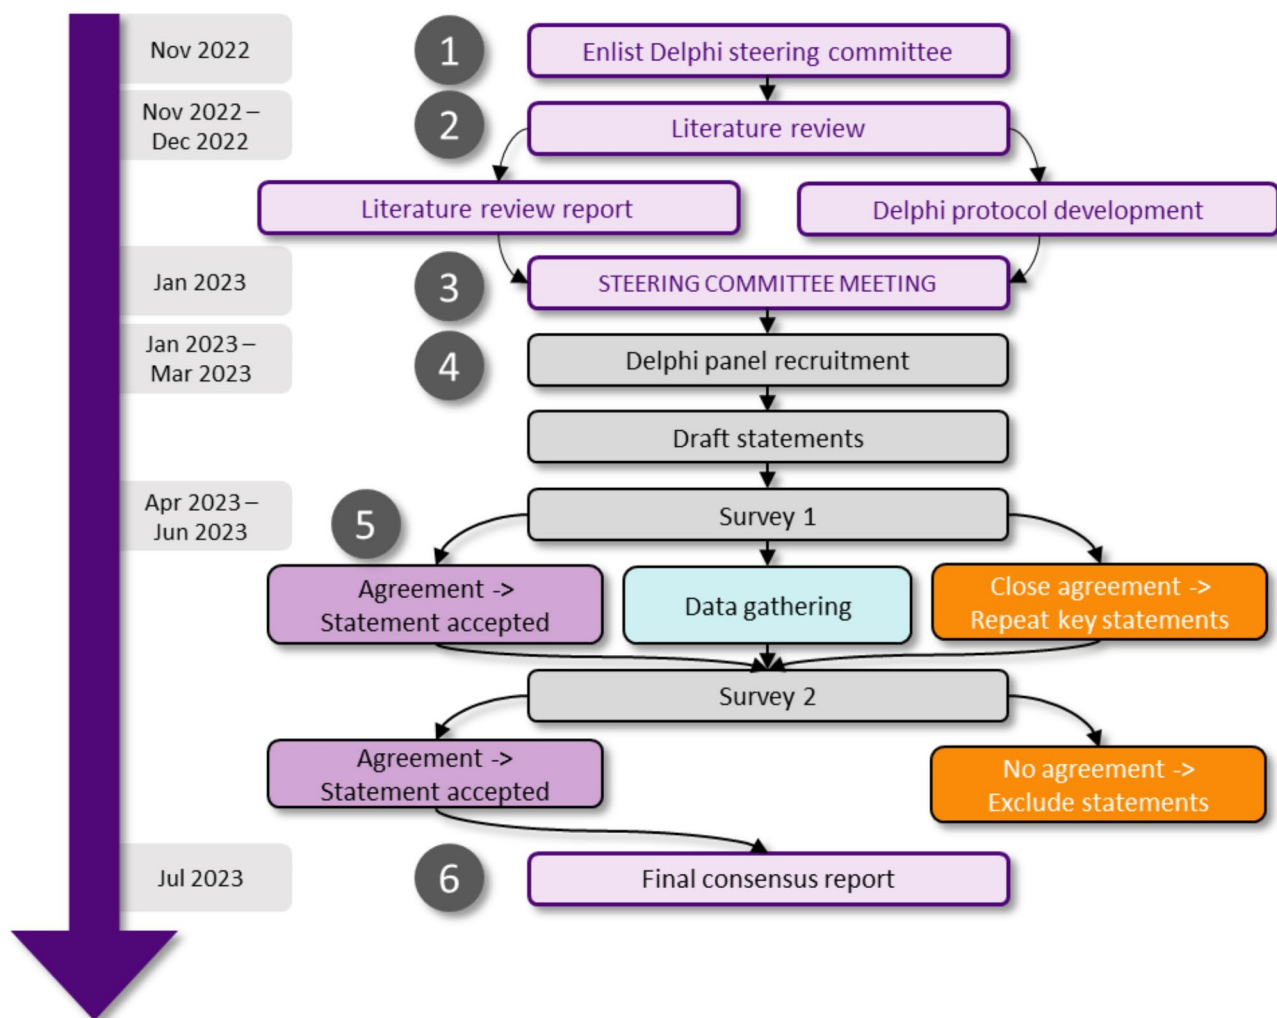 Nov 2022
1
Enlist Delphi steering committee
Nov 2022 –
Dec 2022
2
Literature review
Literature review report
Delphi protocol development
Jan 2023
3
STEERING COMMITTEE MEETING
Jan 2023 –
Mar 2023
4
Delphi panel recruitment
Draft statements
Apr 2023 –
Jun 2023
5
Survey 1
Agreement ->
Statement accepted
Data gathering
Close agreement ->
Repeat key statements
Survey 2
Agreement ->
Statement accepted
No agreement ->
Exclude statements
Jul 2023
6
Final consensus report